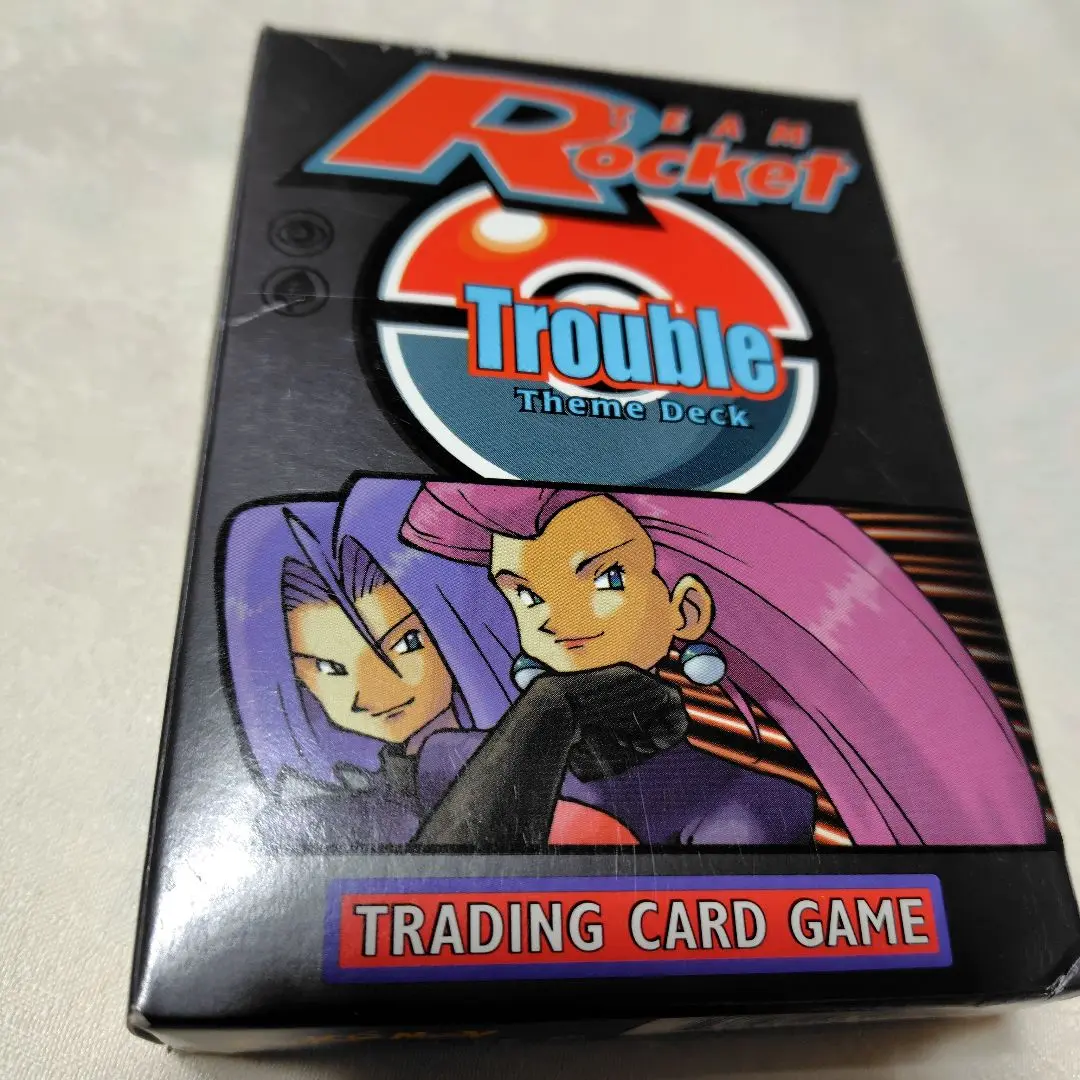 TEAM
Rocket
Trouble
Theme Deck
TRADING CARD GAME